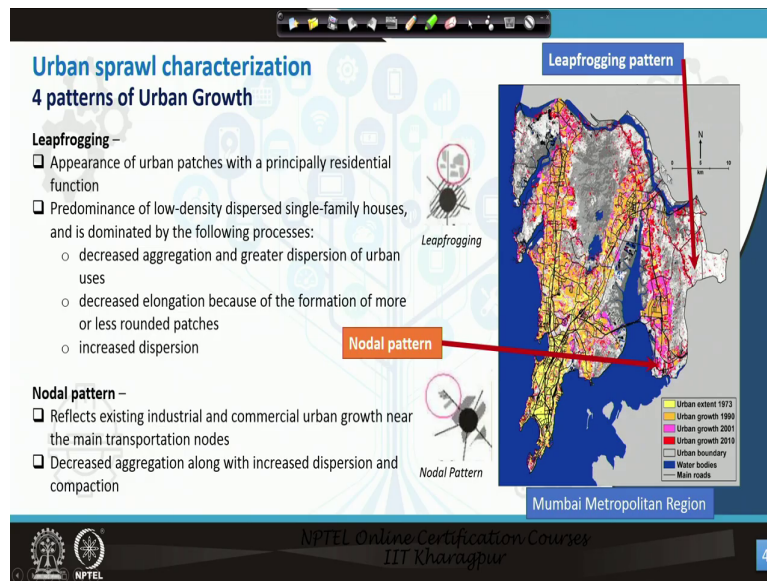 Urban sprawl characterization
4 patterns of Urban Growth
Leapfrogging –
❑ Appearance of urban patches with a principally residential
function
❑ Predominance of low-density dispersed single-family houses,
and is dominated by the following processes:
o decreased aggregation and greater dispersion of urban
uses
o decreased elongation because of the formation of more
or less rounded patches
o increased dispersion
Nodal pattern –
❑ Reflects existing industrial and commercial urban growth near
the main transportation nodes
❑ Decreased aggregation along with increased dispersion and
compaction
Leapfrogging
Nodal Pattern
Leapfrogging pattern
Nodal pattern
N
0 5 10
km
Urban extent 1973
Urban growth 1990
Urban growth 2001
Urban growth 2010
Urban boundary
Water bodies
Main roads
Mumbai Metropolitan Region
NPTEL
NPTEL Online Certification Courses
IIT Kharagpur
4